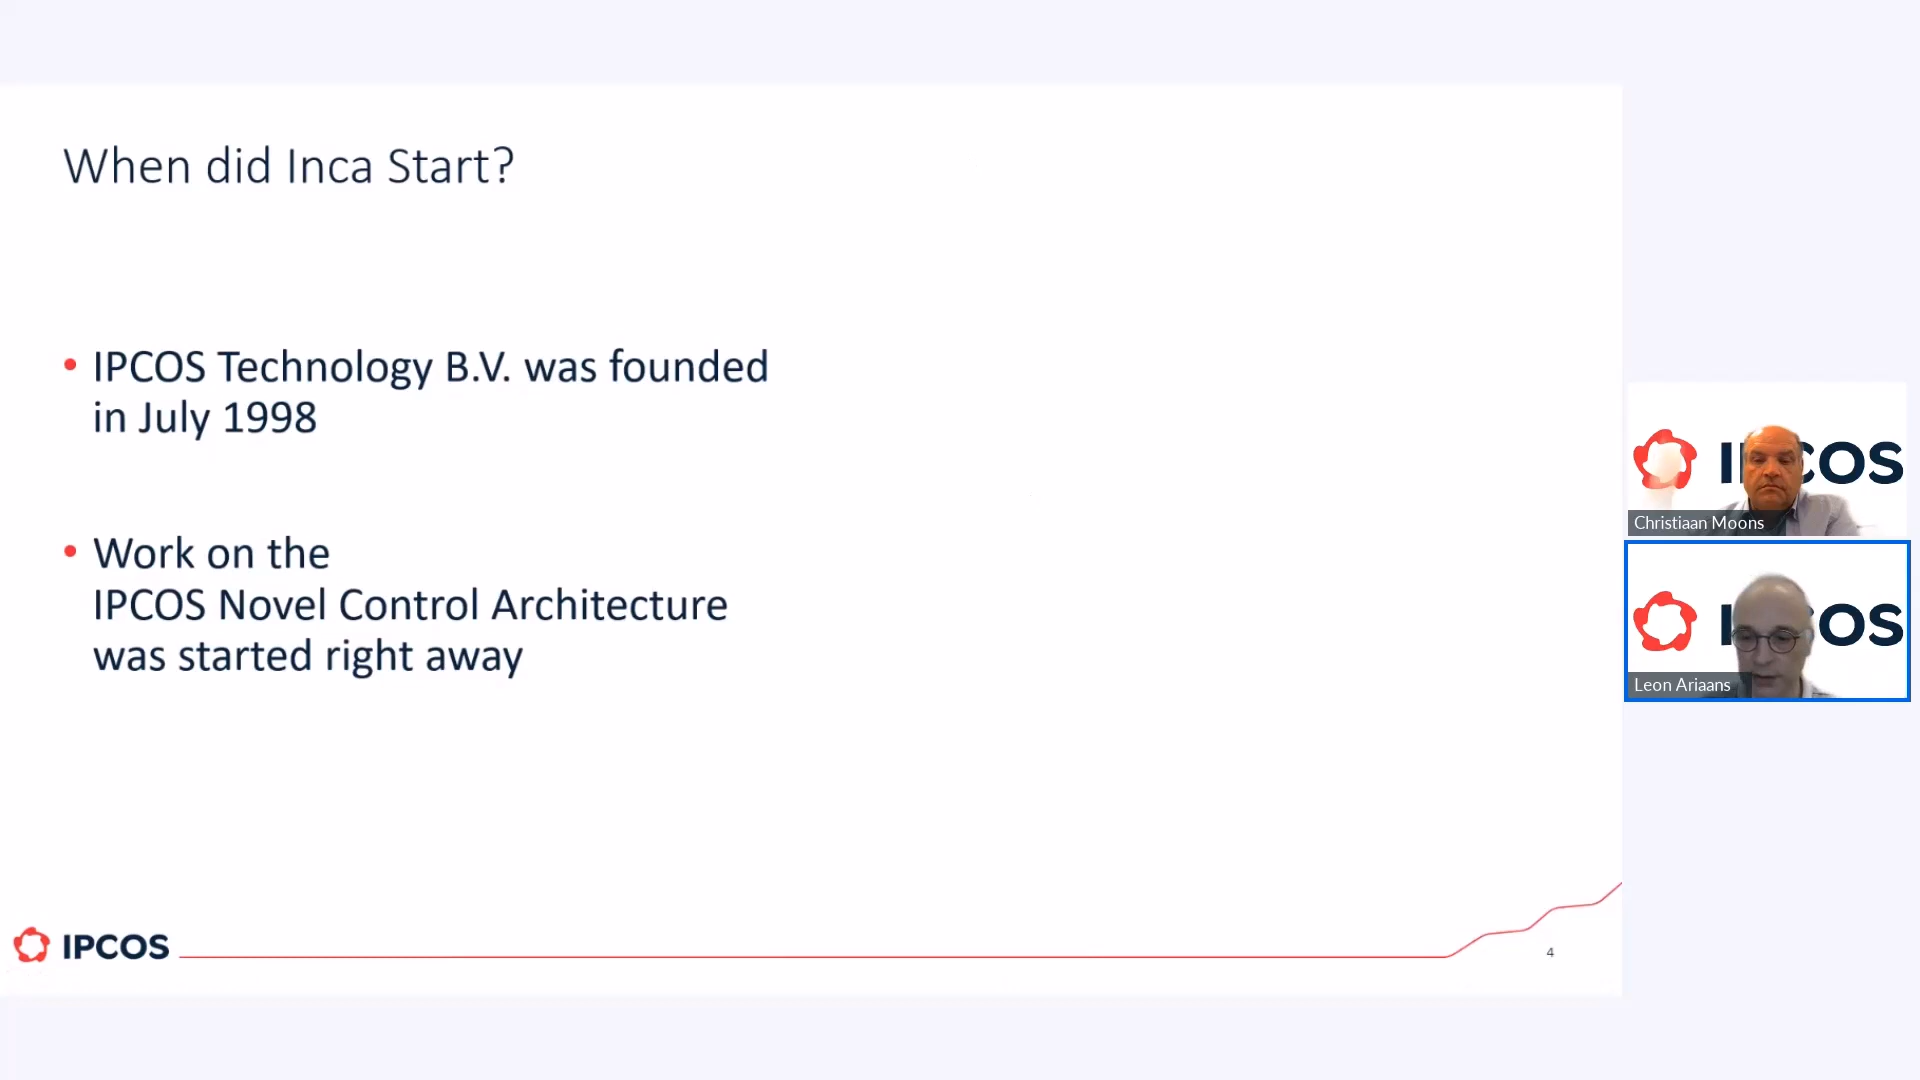 When did Inca Start?
• IPCOS Technology B.V. was founded
in July 1998
• Work on the
IPCOS Novel Control Architecture
was started right away
IPCOS
4
IPCOS
Christiaan Moons
IPCOS
Leon Ariaans